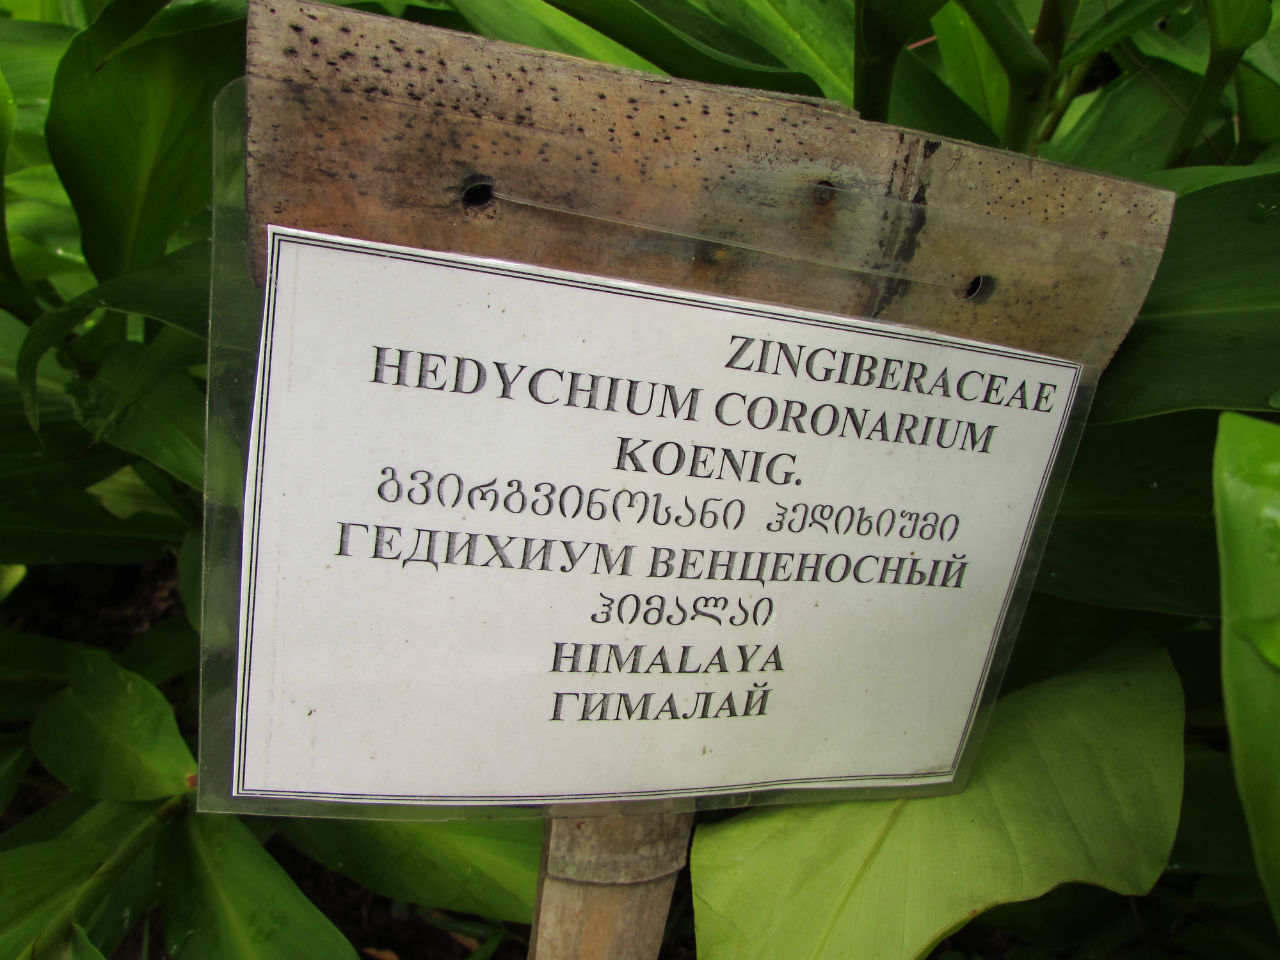 ZINGIBERACEAE
HEDYCHIUM CORONARIUM
KOENIG.
გვირგვინოსანი ჰედიხიუმი
ГЕДИХИУМ ВЕНЦЕНОСНЫЙ
ჰიმალაი
HIMALAYA
ГИМАЛАЙ